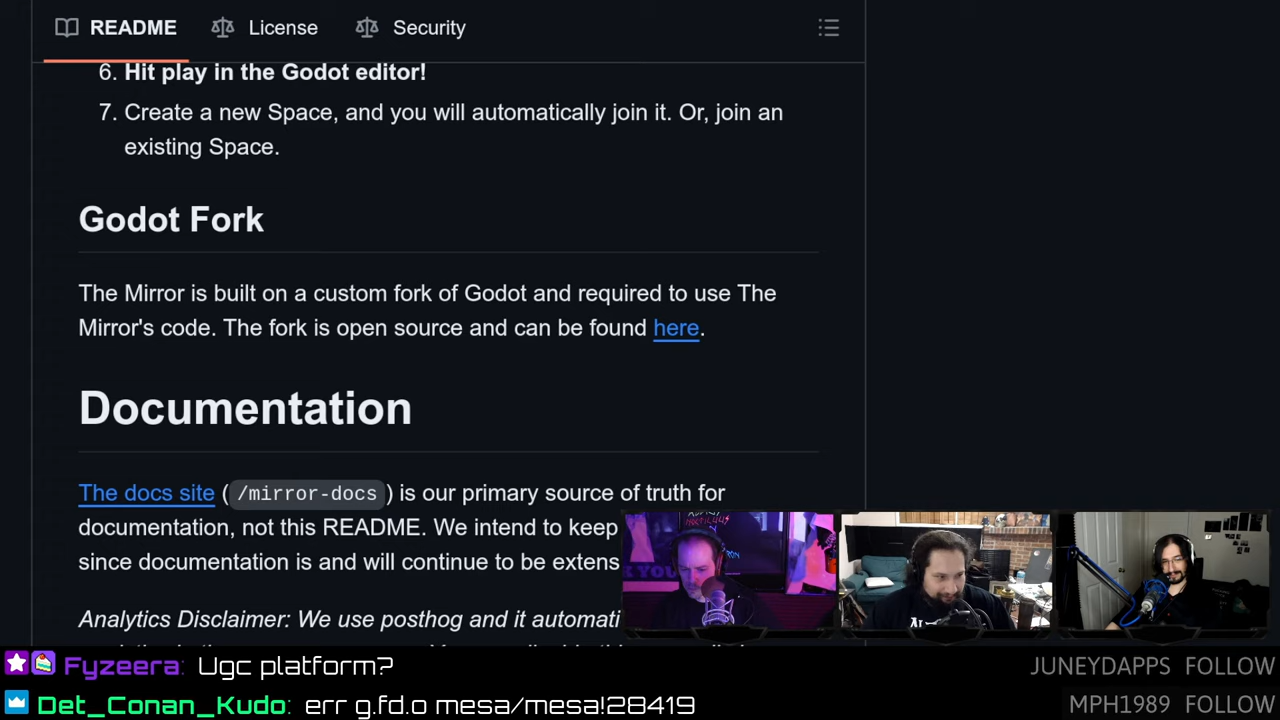 README
License
Security
6. Hit play in the Godot editor!
7. Create a new Space, and you will automatically join it. Or, join an
existing Space.
Godot Fork
The Mirror is built on a custom fork of Godot and required to use The
Mirror's code. The fork is open source and can be found here.
Documentation
The docs site ( /mirror-docs ) is our primary source of truth for
documentation, not this README. We intend to keep
since documentation is and will continue to be extens
Analytics Disclaimer: We use posthog and it automati
Fyzeera: Ugc platform?
Det_Conan_Kudo: err g.fd.o mesa/mesa!28419
JUNEYDAPPS FOLLOW
MPH1989 FOLLOW